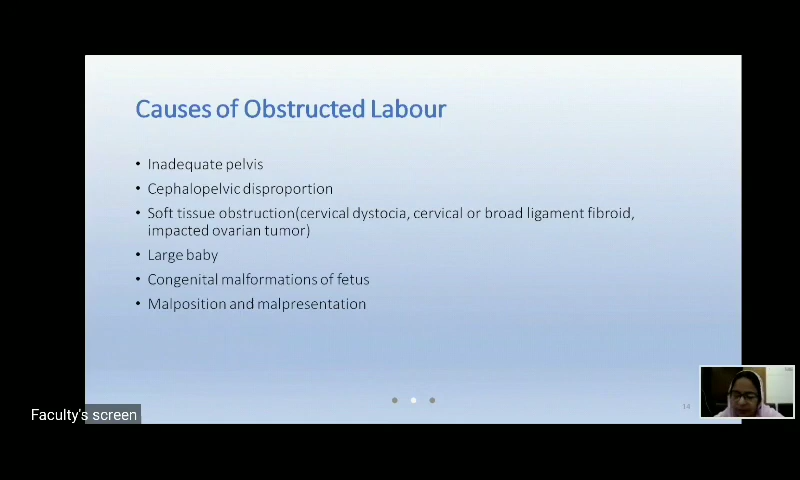 Causes of Obstructed Labour
• Inadequate pelvis
• Cephalopelvic disproportion
• Soft tissue obstruction(cervical dystocia, cervical or broad ligament fibroid,
impacted ovarian tumor)
• Large baby
• Congenital malformations of fetus
• Malposition and malpresentation
14
Faculty's screen